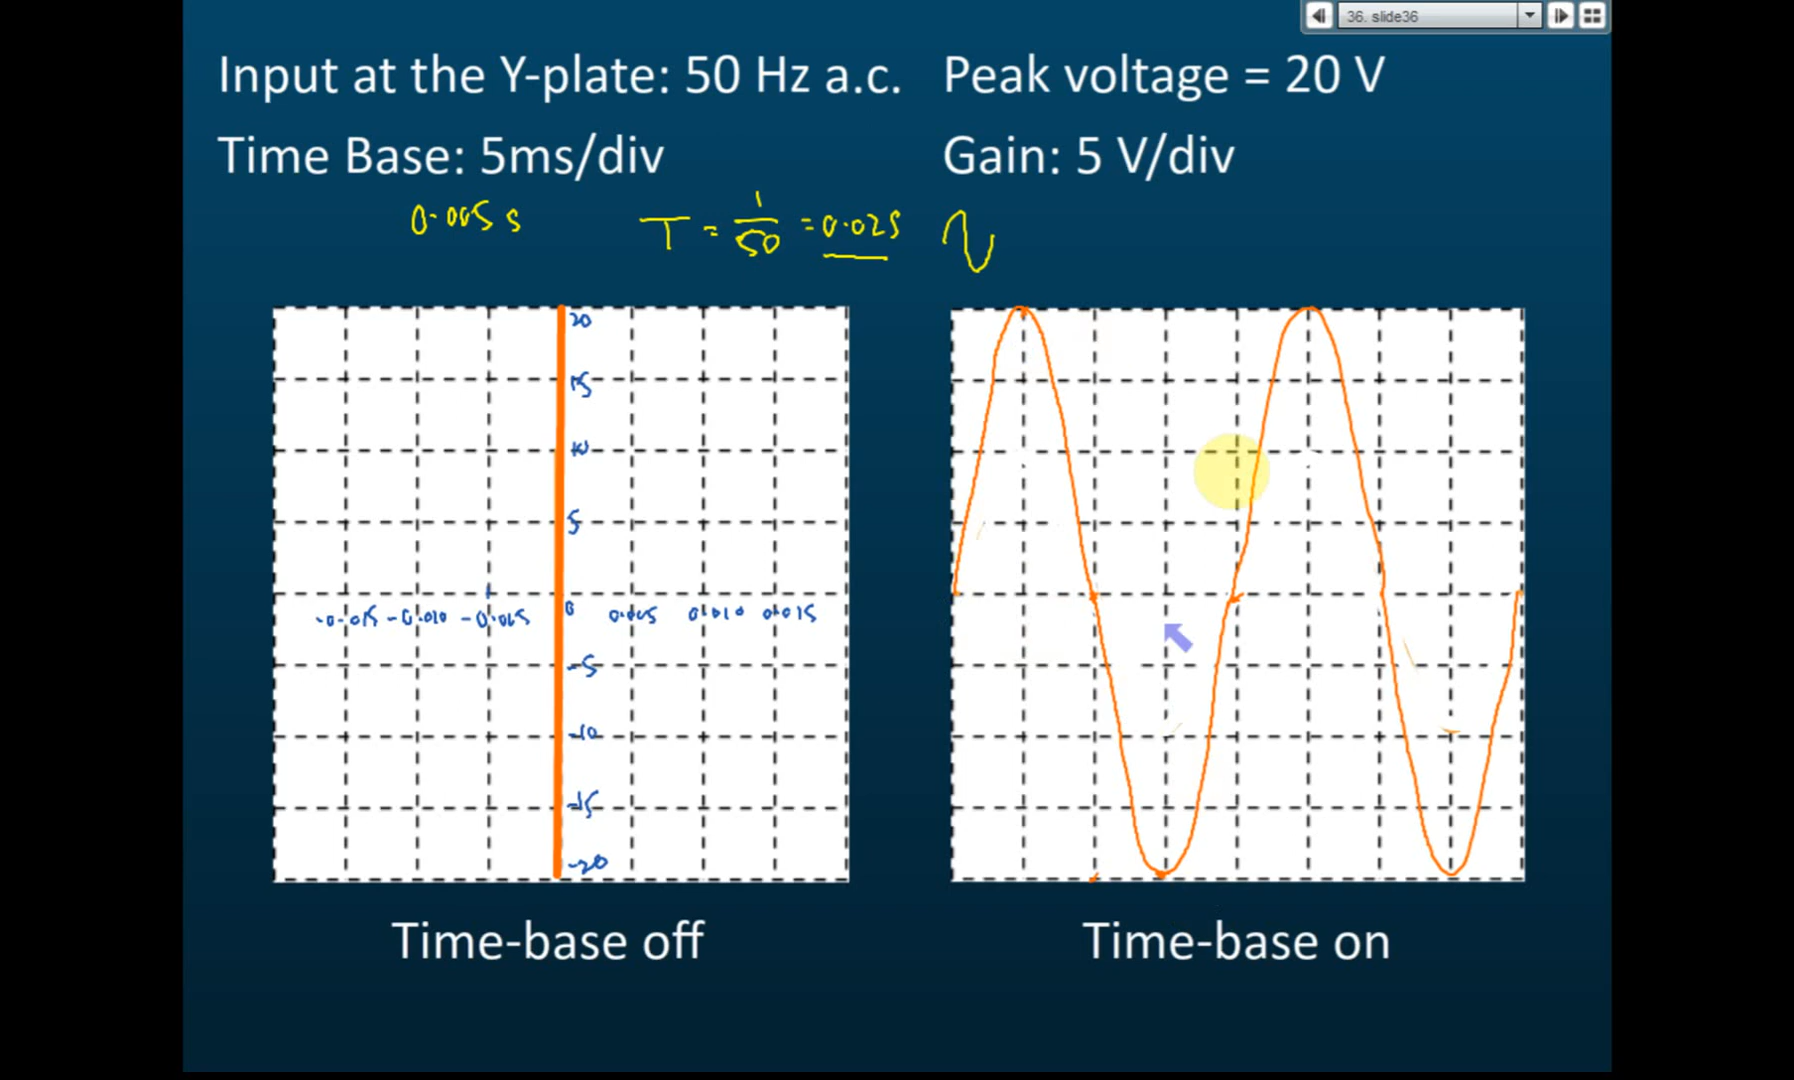 36. slide36
Input at the Y-plate: 50 Hz a.c. Peak voltage = 20 V
Time Base: 5ms/div Gain: 5 V/div
0.005 s T = 1/50 = 0.02s
20
15
10
5
-0.015 -0.010 -0.005 0 0.005 0.010 0.015
-5
-10
-15
-20
Time-base off Time-base on